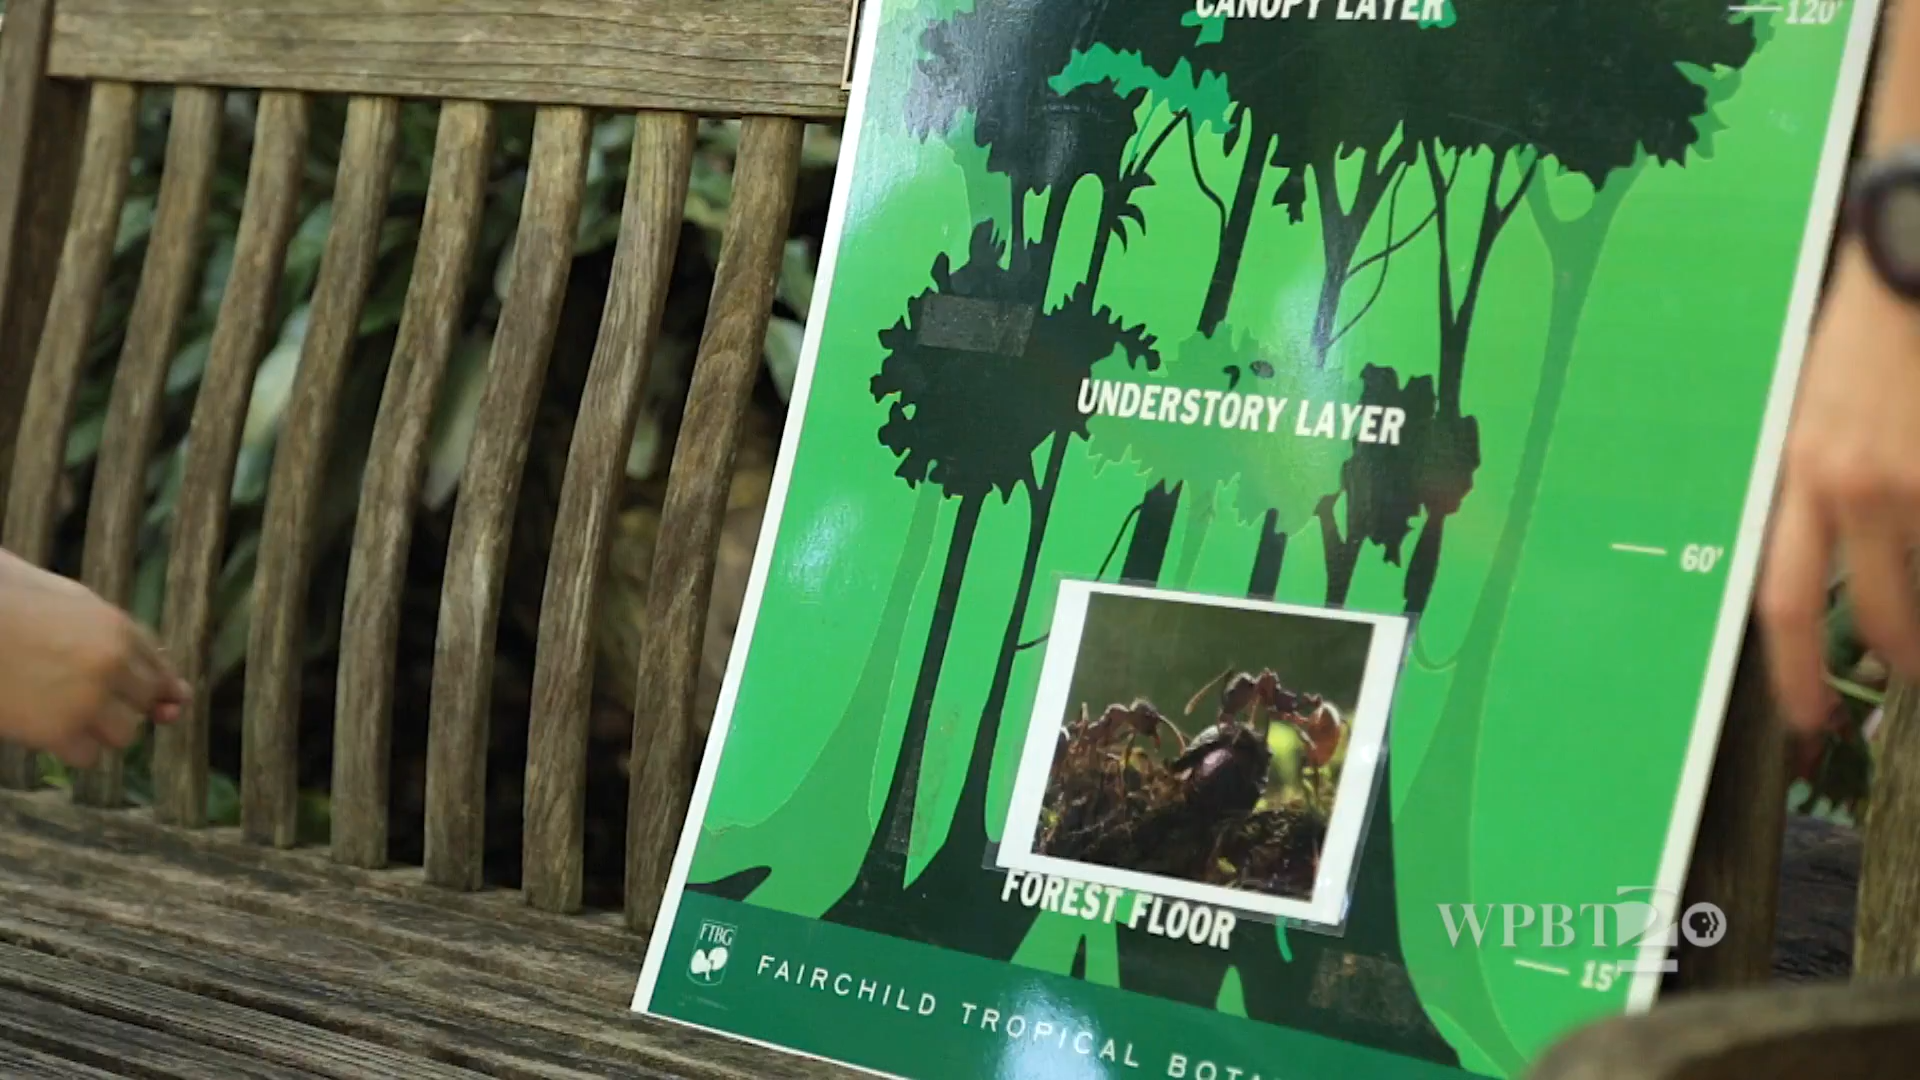 CANOPY LAYER
120'
UNDERSTORY LAYER
60'
FOREST FLOOR
WPBT2
15'
FTBG
FAIRCHILD TROPICAL BOTA